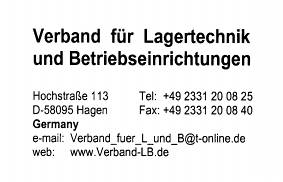 Verband für Lagertechnik
und Betriebseinrichtungen
Hochstraße 113 Tel: +49 2331 20 08 25
D-58095 Hagen Fax: +49 2331 20 08 40
Germany
e-mail: Verband_fuer_L_und_B@t-online.de
web: www.Verband-LB.de